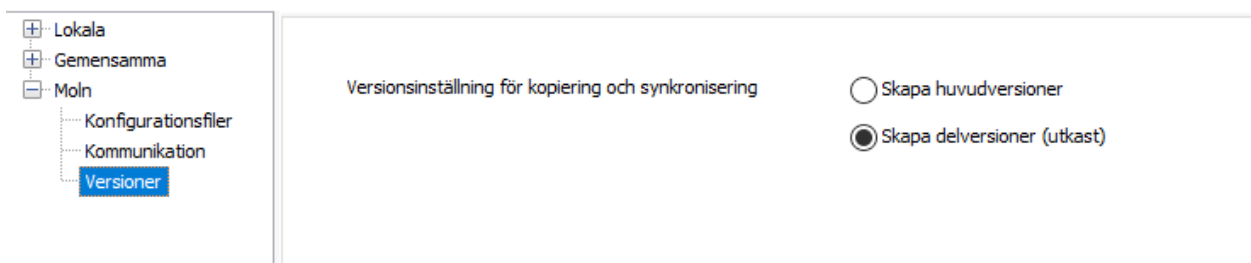 Lokala
Gemensamma
Moln
Konfigurationsfiler
Kommunikation
Versioner
Versionsinställning för kopiering och synkronisering
Skapa huvudversioner
Skapa delversioner (utkast)